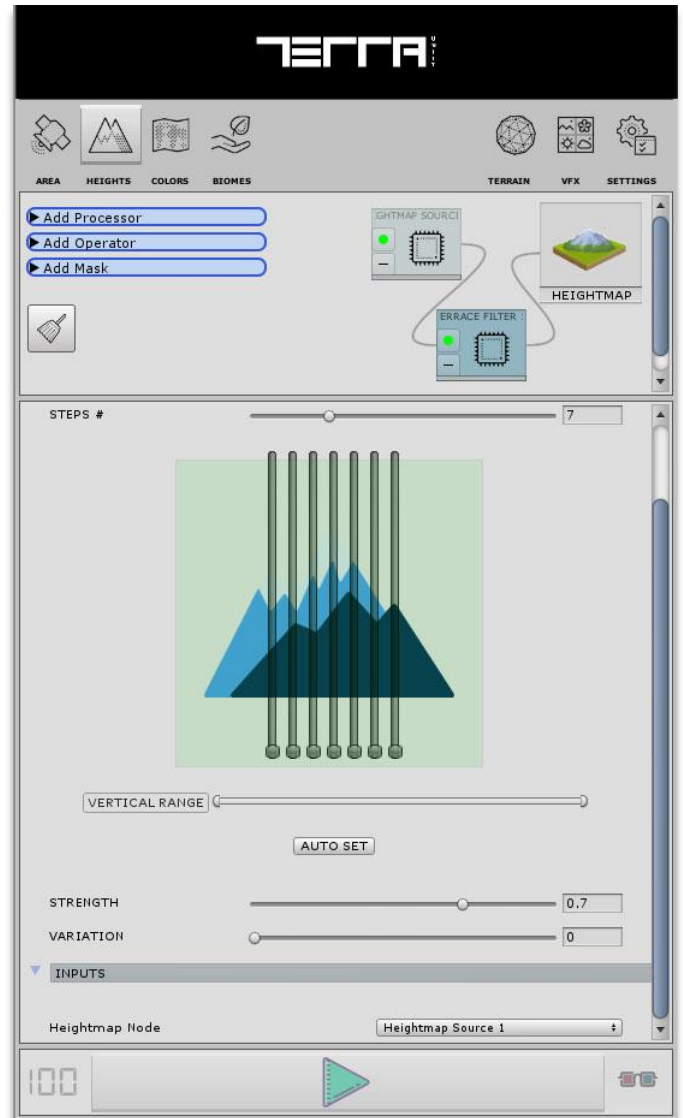 TERRA
UNITY
AREA HEIGHTS COLORS BIOMES TERRAIN VFX SETTINGS
Add Processor
Add Operator
Add Mask
GHTMAP SOURCI
HEIGHTMAP
ERRACE FILTER
STEPS # 7
VERTICAL RANGE
AUTO SET
STRENGTH 0.7
VARIATION 0
INPUTS
Heightmap Node Heightmap Source 1
100